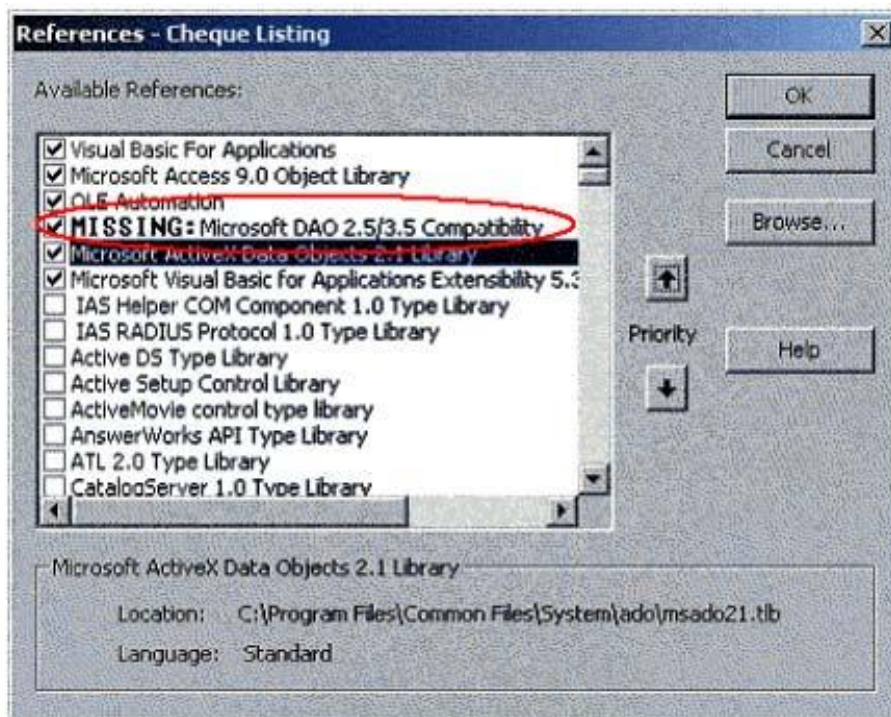 References - Cheque Listing
Available References:
OK
Cancel
Browse...
Priority
Help
Visual Basic For Applications
Microsoft Access 9.0 Object Library
OLE Automation
MISSING: Microsoft DAO 2.5/3.5 Compatibility
Microsoft ActiveX Data Objects 2.1 Library
Microsoft Visual Basic for Applications Extensibility 5.3
IAS Helper COM Component 1.0 Type Library
IAS RADIUS Protocol 1.0 Type Library
Active DS Type Library
Active Setup Control Library
ActiveMovie control type library
AnswerWorks API Type Library
ATL 2.0 Type Library
CatalogServer 1.0 Type Library
Microsoft ActiveX Data Objects 2.1 Library
Location: C:\Program Files\Common Files\System\ado\msado21.tlb
Language: Standard